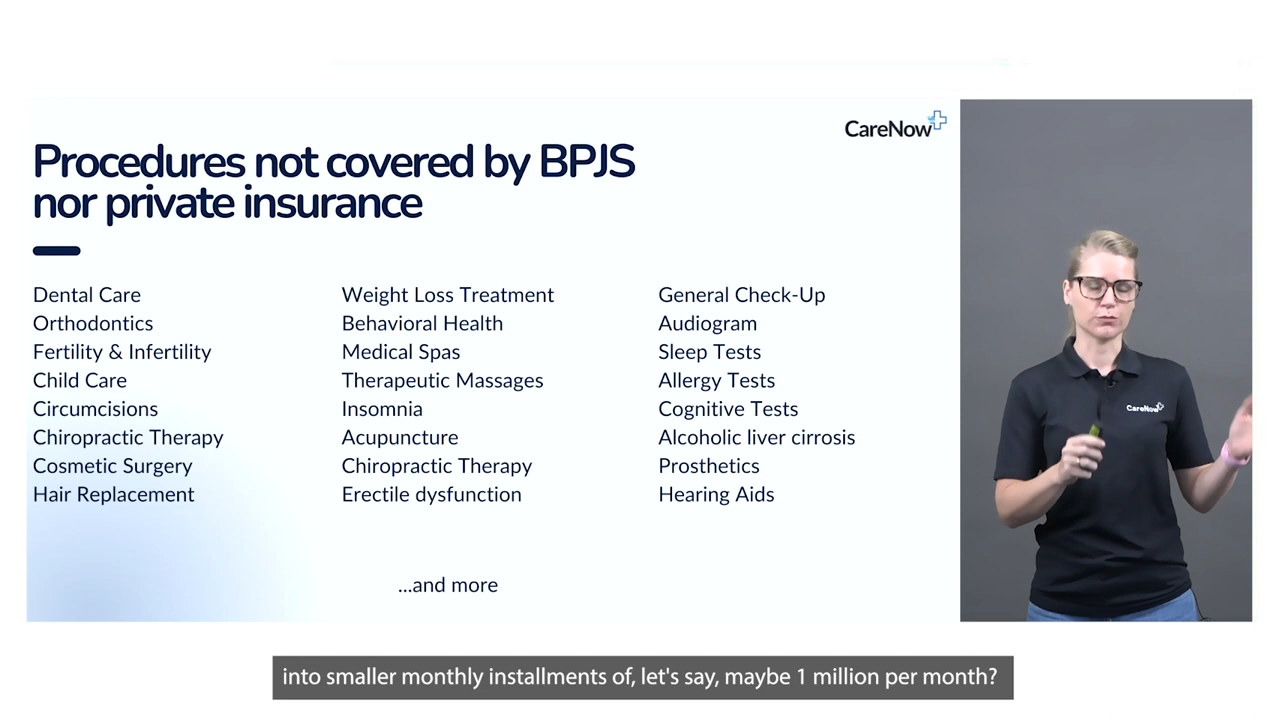 CareNow
Procedures not covered by BPJS
nor private insurance
Dental Care
Orthodontics
Fertility & Infertility
Child Care
Circumcisions
Chiropractic Therapy
Cosmetic Surgery
Hair Replacement
Weight Loss Treatment
Behavioral Health
Medical Spas
Therapeutic Massages
Insomnia
Acupuncture
Chiropractic Therapy
Erectile dysfunction
General Check-Up
Audiogram
Sleep Tests
Allergy Tests
Cognitive Tests
Alcoholic liver cirrosis
Prosthetics
Hearing Aids
...and more
CareNow
into smaller monthly installments of, let's say, maybe 1 million per month?